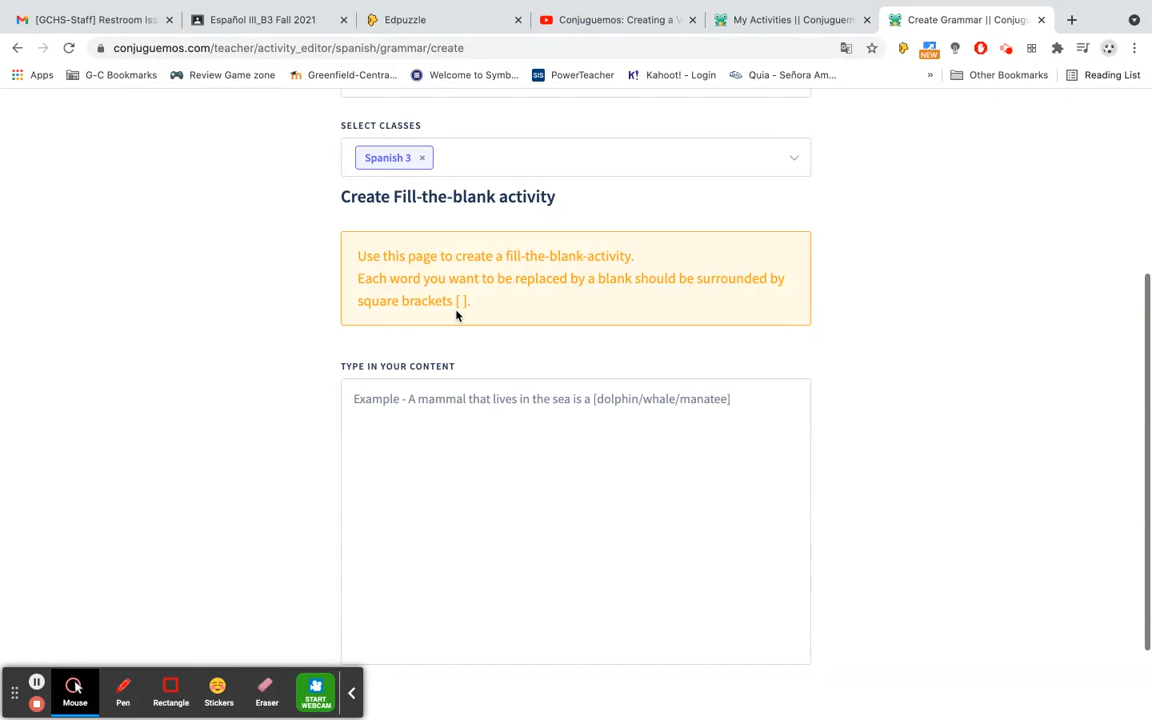 [GCHS-Staff] Restroom Iss
Español III_B3 Fall 2021
Edpuzzle
Conjuguemos: Creating a V
My Activities || Conjuguem
Create Grammar || Conjug
conjuguemos.com/teacher/activity_editor/spanish/grammar/create
NEW
Apps
G-C Bookmarks
Review Game zone
Greenfield-Centra...
Welcome to Symb...
SIS
PowerTeacher
K! Kahoot! - Login
Quia - Señora Am...
»
Other Bookmarks
Reading List
SELECT CLASSES
Spanish 3 ×
Create Fill-the-blank activity
Use this page to create a fill-the-blank-activity.
Each word you want to be replaced by a blank should be surrounded by
square brackets [ ].
TYPE IN YOUR CONTENT
Example - A mammal that lives in the sea is a [dolphin/whale/manatee]
Mouse
Pen
Rectangle
Stickers
Eraser
START
WEBCAM